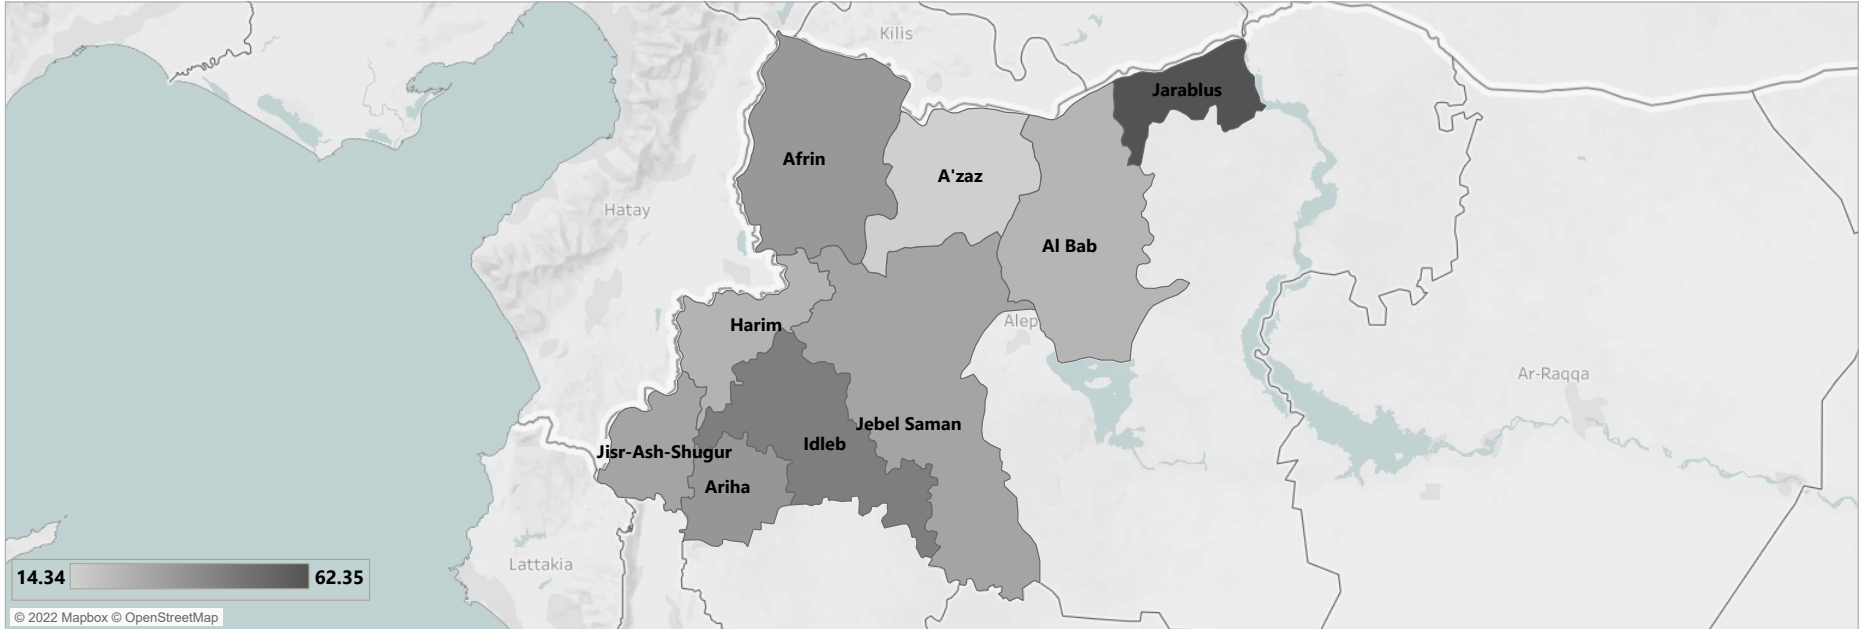 Kilis
Jarablus
Afrin
A'zaz
Hatay
Al Bab
Harim
Alep
Ar-Raqqa
Jebel Saman
Idleb
Jisr-Ash-Shugur
Ariha
Lattakia
14.34
62.35
© 2022 Mapbox © OpenStreetMap